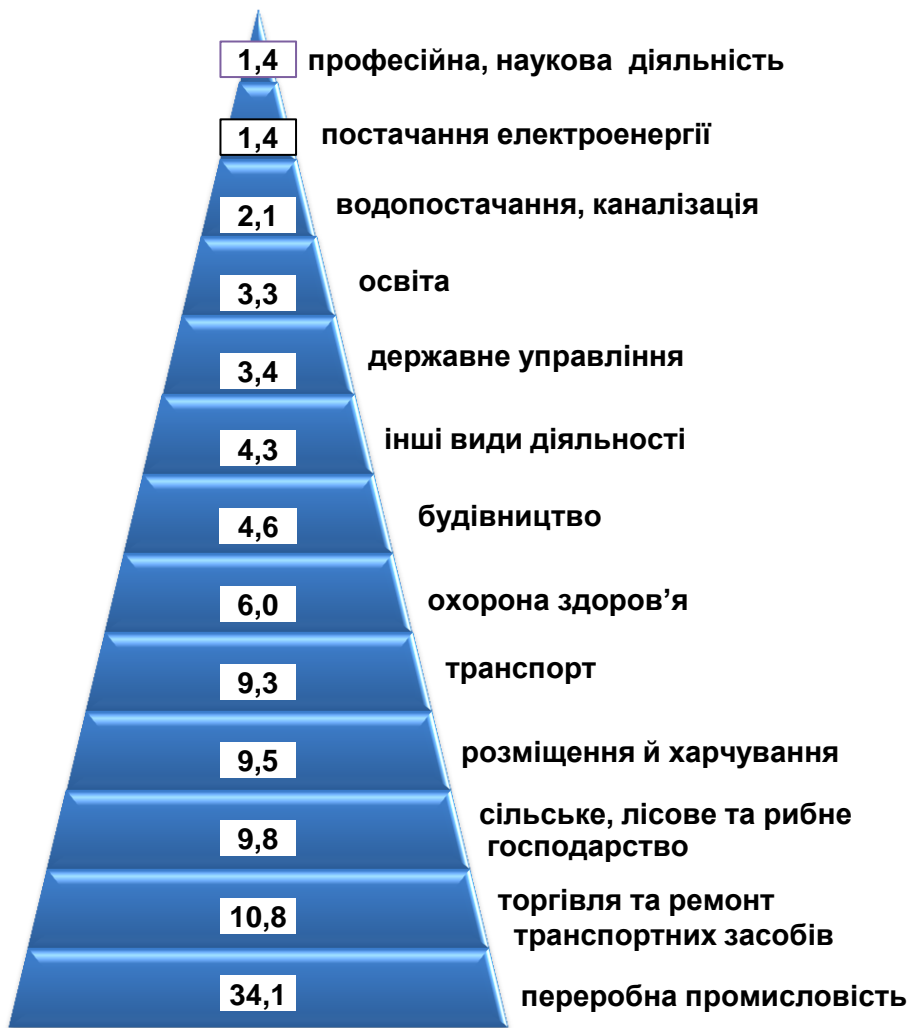 1,4 професійна, наукова діяльність
1,4 постачання електроенергії
2,1 водопостачання, каналізація
3,3 освіта
3,4 державне управління
4,3 інші види діяльності
4,6 будівництво
6,0 охорона здоров’я
9,3 транспорт
9,5 розміщення й харчування
9,8 сільське, лісове та рибне
господарство
10,8 торгівля та ремонт
транспортних засобів
34,1 переробна промисловість